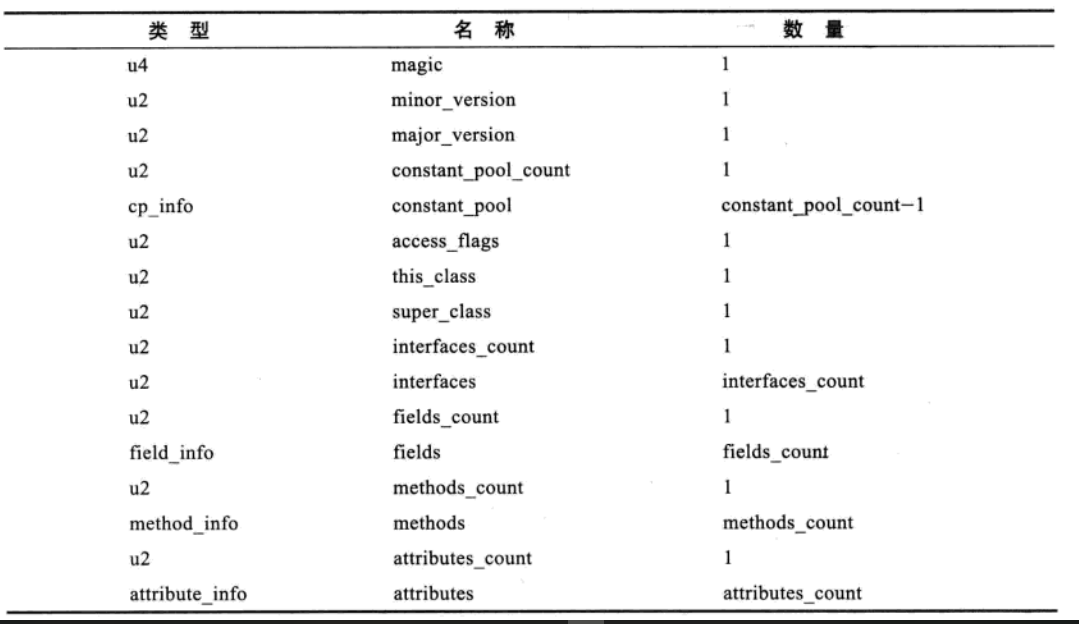 类 型 名 称 数 量
u4 magic 1
u2 minor_version 1
u2 major_version 1
u2 constant_pool_count 1
cp_info constant_pool constant_pool_count−1
u2 access_flags 1
u2 this_class 1
u2 super_class 1
u2 interfaces_count 1
u2 interfaces interfaces_count
u2 fields_count 1
field_info fields fields_count
u2 methods_count 1
method_info methods methods_count
u2 attributes_count 1
attribute_info attributes attributes_count